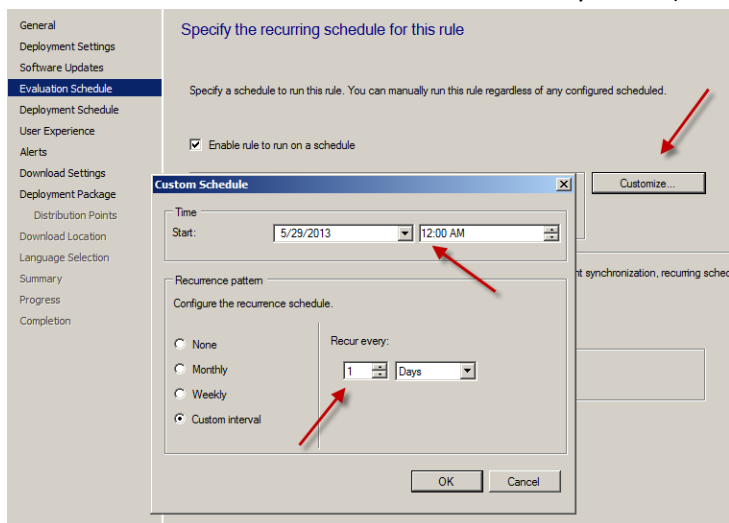 General
Deployment Settings
Software Updates
Evaluation Schedule
Deployment Schedule
User Experience
Alerts
Download Settings
Deployment Package
Distribution Points
Download Location
Language Selection
Summary
Progress
Completion
Specify the recurring schedule for this rule
Specify a schedule to run this rule. You can manually run this rule regardless of any configured scheduled.
Enable rule to run on a schedule
Customize...
Custom Schedule
Time
Start:
5/29/2013
12:00 AM
Recurrence pattern
Configure the recurrence schedule.
None
Monthly
Weekly
Custom interval
Recur every:
1
Days
OK
Cancel
synchronization, recurring